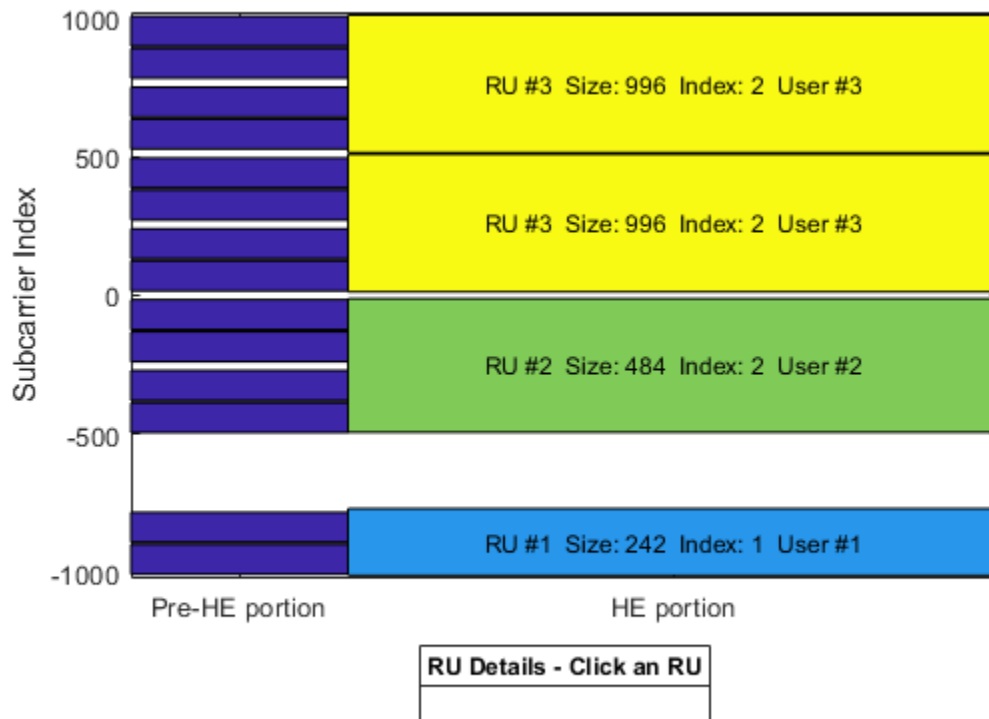 1000
RU #3 Size: 996 Index: 2 User #3
500
RU #3 Size: 996 Index: 2 User #3
0
Subcarrier Index
RU #2 Size: 484 Index: 2 User #2
-500
RU #1 Size: 242 Index: 1 User #1
-1000
Pre-HE portion
HE portion
RU Details - Click an RU